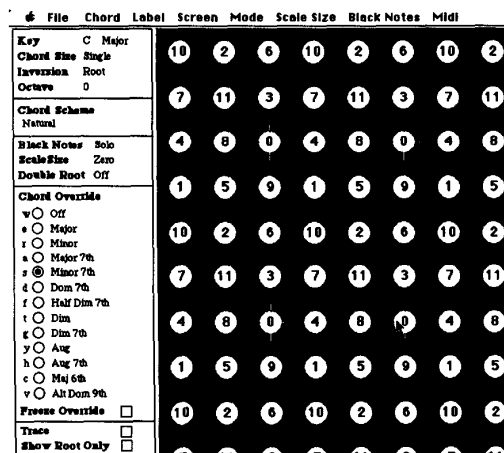 File Chord Label Screen Mode Scale Size Black Notes Midi
Key C Major
Chord Size Single
Inversion Root
Octave 0
Chord Scheme
Natural
Black Notes Solo
Scale Size Zero
Double Root Off
Chord Override
w Off
e Major
r Minor
a Major 7th
s Minor 7th
d Dom 7th
f Half Dim 7th
t Dim
g Dim 7th
y Aug
h Aug 7th
c Maj 6th
v Alt Dom 9th
Freeze Override
Trace
Show Root Only
10 2 6 10 2 6 10 2
7 11 3 7 11 3 7 11
4 8 0 4 8 0 4 8
1 5 9 1 5 9 1 5
10 2 6 10 2 6 10 2
7 11 3 7 11 3 7 11
4 8 0 4 8 0 4 8
1 5 9 1 5 9 1 5
10 2 6 10 2 6 10 2